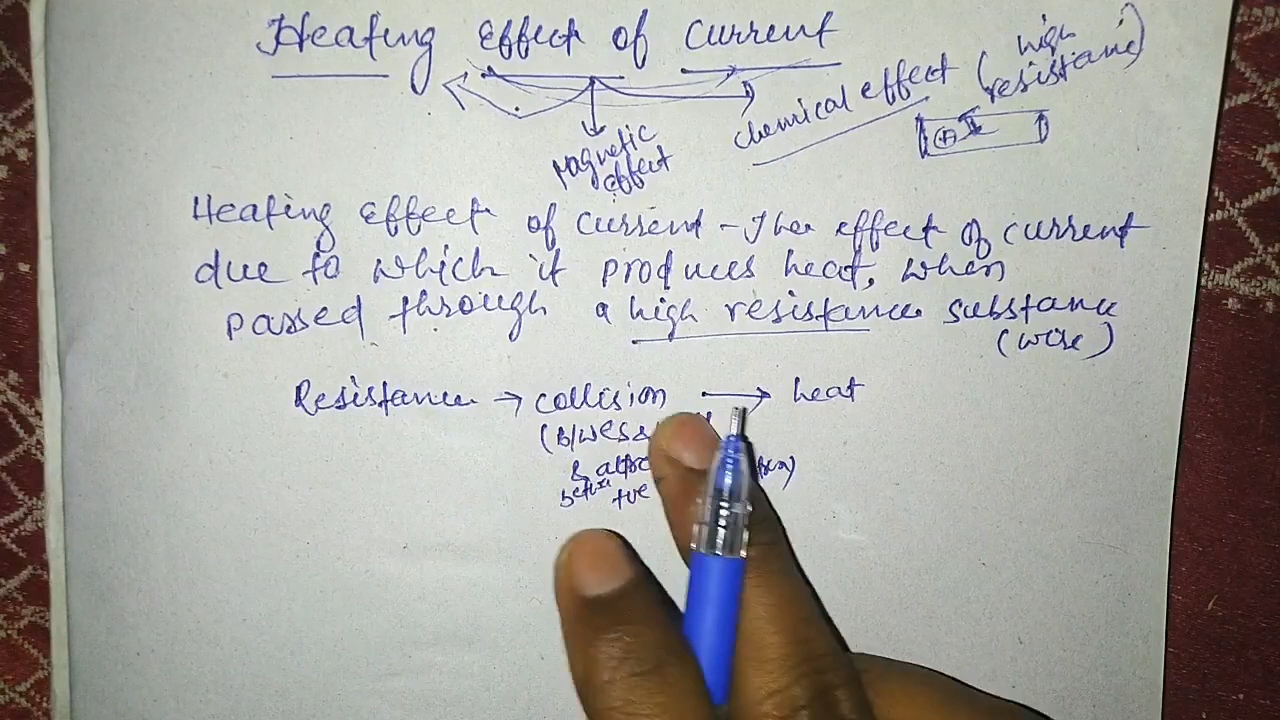 Heating Effect of Current
Magnetic
effect
chemical effect (high
resistance)
Heating Effect of current - The effect of current
due to which it produces heat, when
passed through a high resistance substance
(wire)
Resistance → collision → heat
(B/w
&
tve